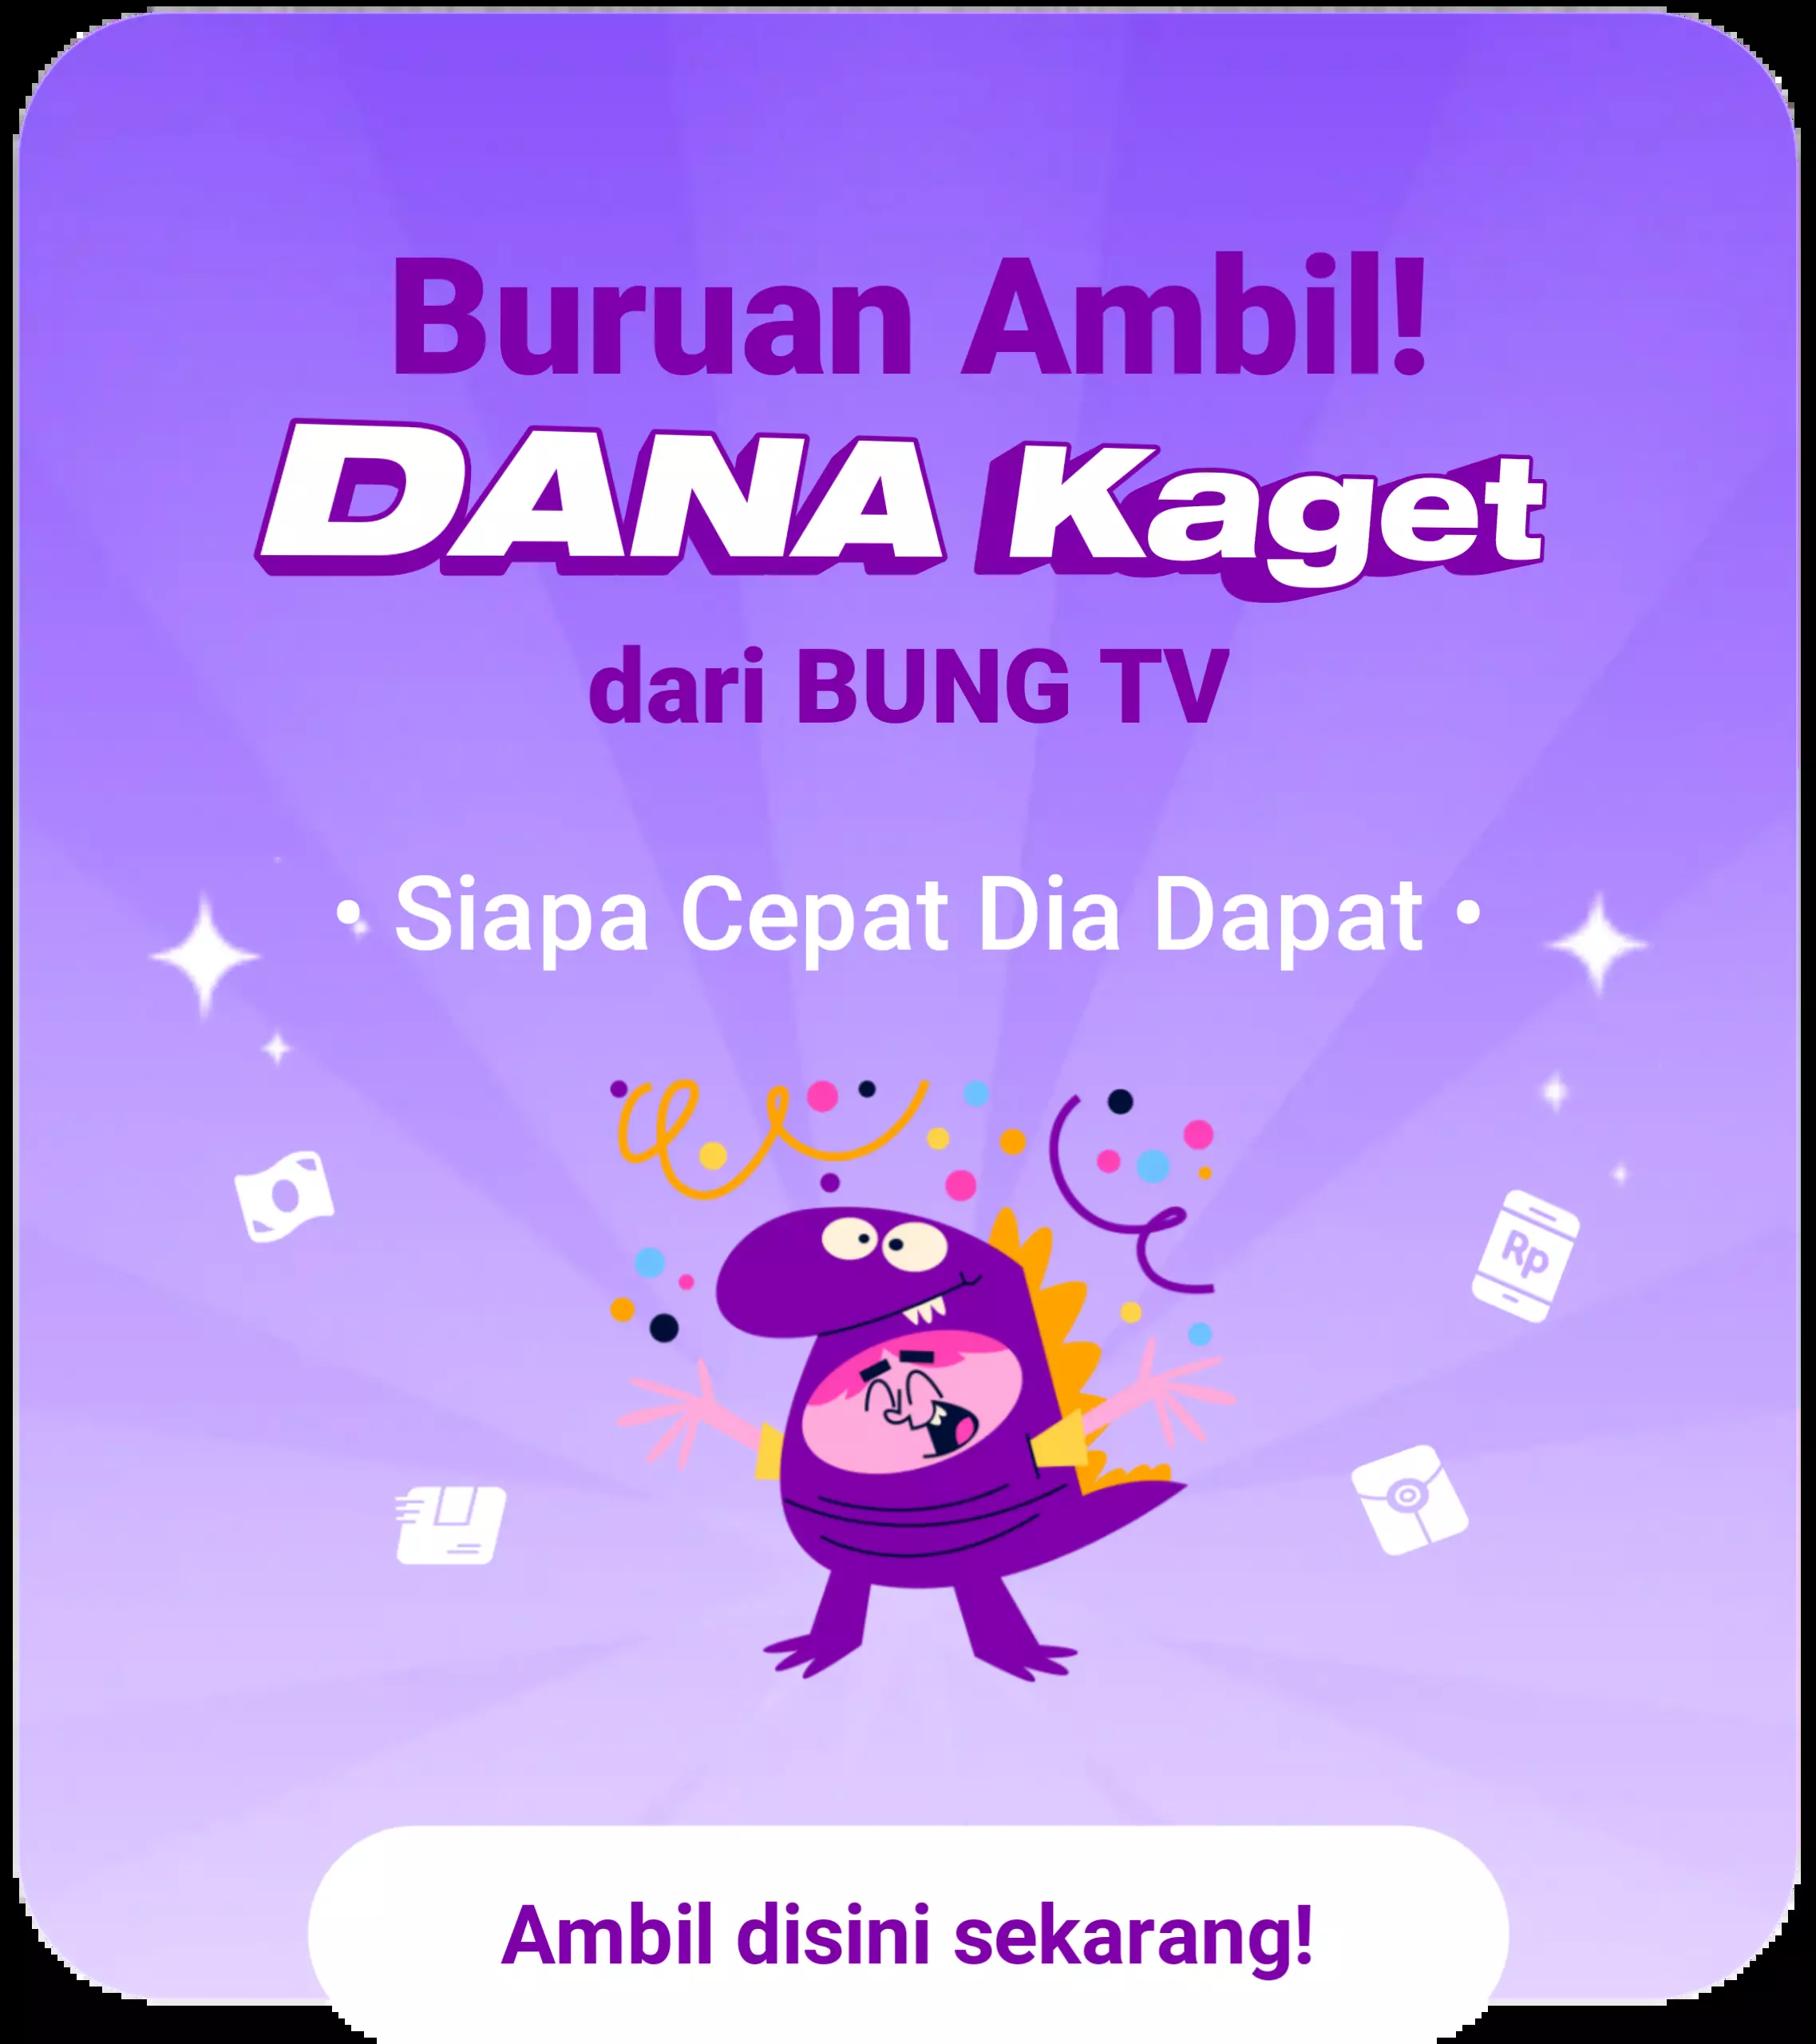 Buruan Ambil!
DANA Kaget
dari BUNG TV
• Siapa Cepat Dia Dapat •
Rp
Ambil disini sekarang!